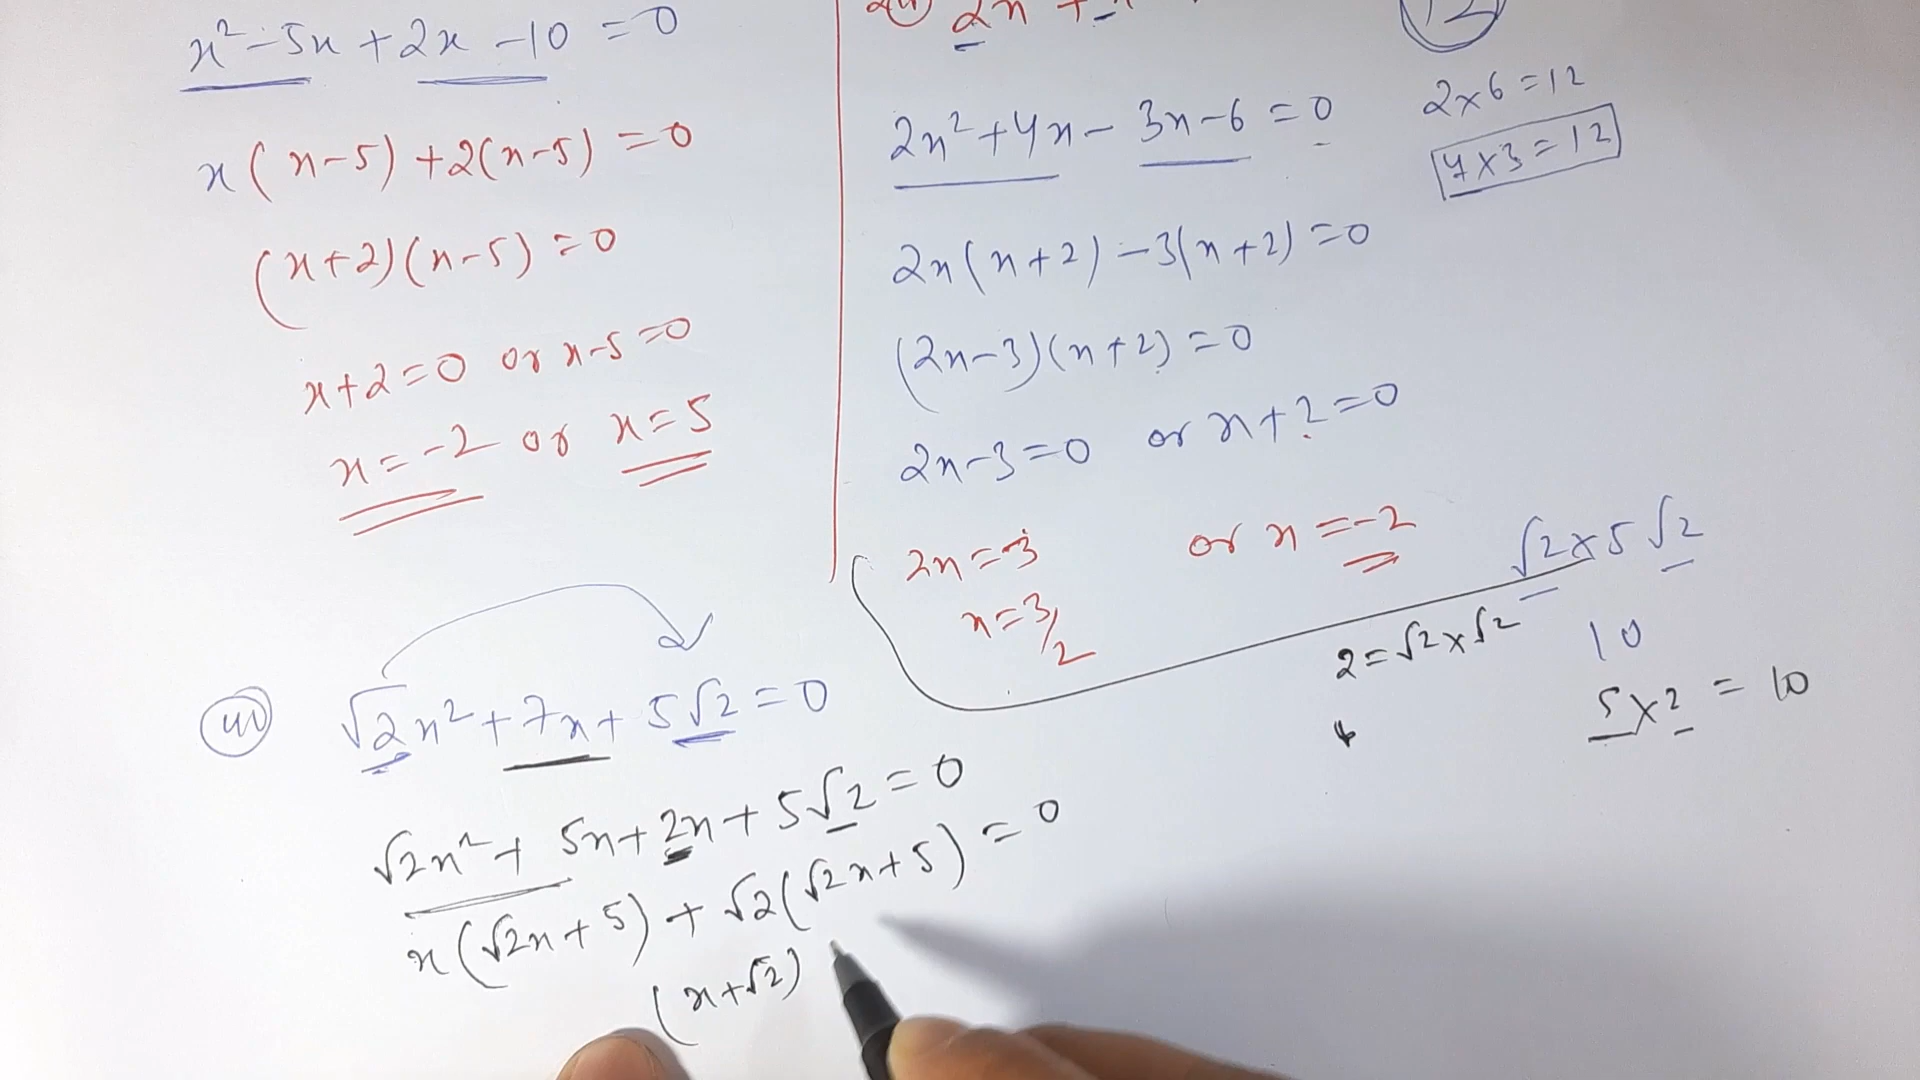 x² - 5x + 2x - 10 = 0
x(x-5) + 2(x-5) = 0
(x+2)(x-5) = 0
x+2 = 0 or x-5 = 0
x = -2 or x = 5
2x² + 4x - 3x - 6 = 0
2x(x+2) - 3(x+2) = 0
(2x-3)(x+2) = 0
2x-3 = 0 or x+2 = 0
2x = 3 or x = -2
x = 3/2
2×6 = 12
4×3 = 12
√2 × 5√2
2 = √2 × √2
10
5×2 = 10
(iii) √2x² + 7x + 5√2 = 0
√2x² + 5x + 2x + 5√2 = 0
x(√2x + 5) + √2(√2x + 5) = 0
(x+√2)